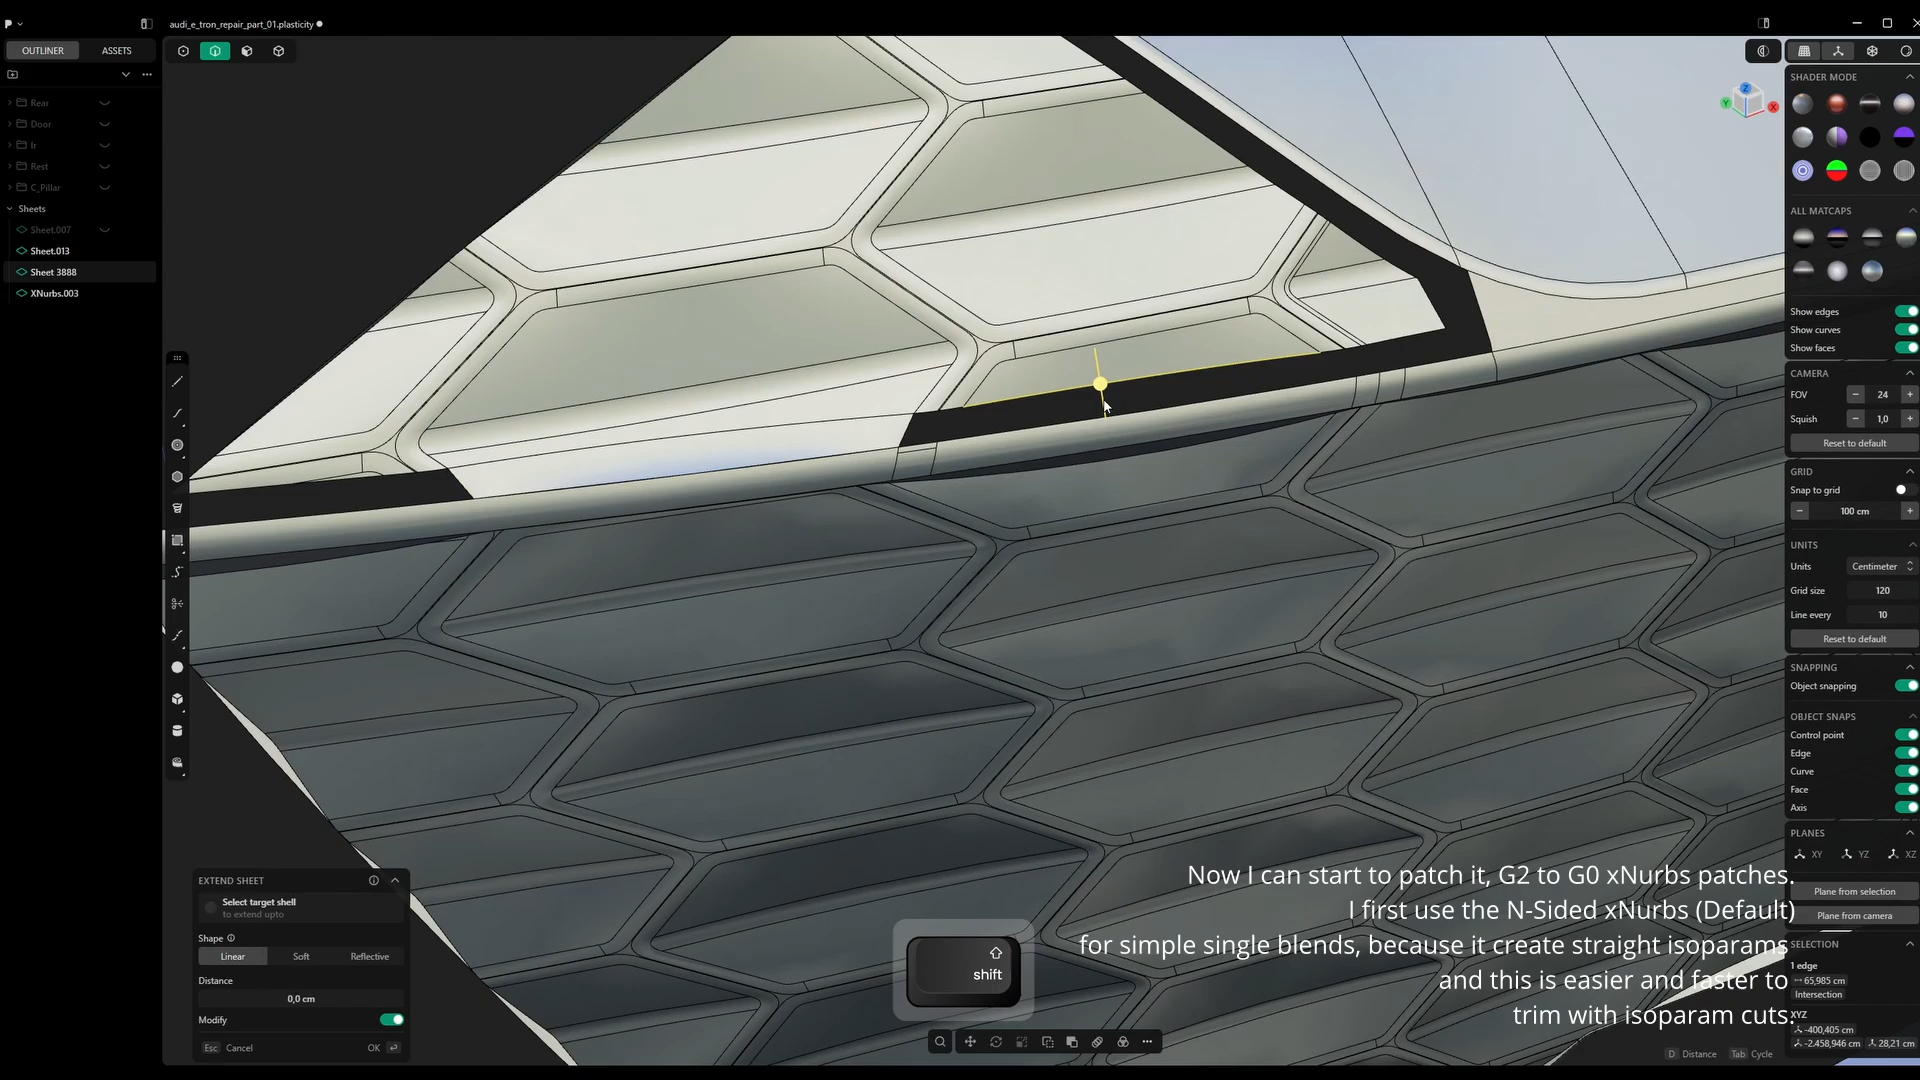 audi_e_tron_repair_part_01.plasticity
OUTLINER
ASSETS
Rear
Door
Ir
Rest
C_Pillar
Sheets
Sheet.007
Sheet.013
Sheet 3888
XNurbs.003
EXTEND SHEET
Select target shell
to extend upto
Shape
Linear
Soft
Reflective
Distance
0,0 cm
Modify
Esc
Cancel
OK
shift
Now I can start to patch it, G2 to G0 xNurbs patches.
I first use the N-Sided xNurbs (Default)
for simple single blends, because it create straight isoparams
and this is easier and faster to
trim with isoparam cuts.
D
Distance
Tab
Cycle
Z
Y
X
SHADER MODE
ALL MATCAPS
Show edges
Show curves
Show faces
CAMERA
FOV
24
Squish
1,0
Reset to default
GRID
Snap to grid
100 cm
UNITS
Units
Centimeter
Grid size
120
Line every
10
Reset to default
SNAPPING
Object snapping
OBJECT SNAPS
Control point
Edge
Curve
Face
Axis
PLANES
XY
YZ
XZ
Plane from selection
Plane from camera
SELECTION
1 edge
65,985 cm
Intersection
XYZ
-400,405 cm
-2.458,946 cm
28,21 cm